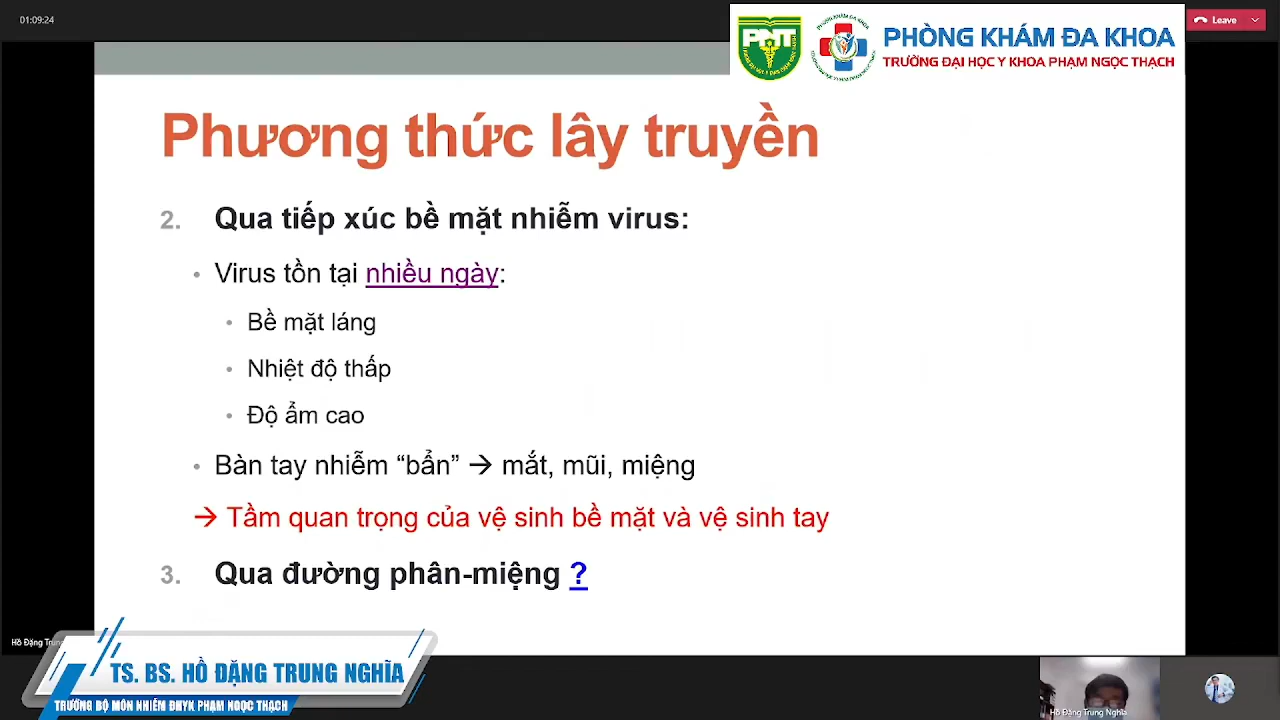 01:09:24
PNT
PHÒNG KHÁM ĐA KHOA
TRƯỜNG ĐẠI HỌC Y KHOA PHẠM NGỌC THẠCH
Leave
Phương thức lây truyền
2. Qua tiếp xúc bề mặt nhiễm virus:
• Virus tồn tại nhiều ngày:
• Bề mặt láng
• Nhiệt độ thấp
• Độ ẩm cao
• Bàn tay nhiễm “bẩn” → mắt, mũi, miệng
→ Tầm quan trọng của vệ sinh bề mặt và vệ sinh tay
3. Qua đường phân-miệng ?
Hồ Đặng Trung
TS. BS. HỒ ĐẶNG TRUNG NGHĨA
TRƯỞNG BỘ MÔN NHIỄM ĐHYK PHẠM NGỌC THẠCH
Hồ Đặng Trung Nghĩa